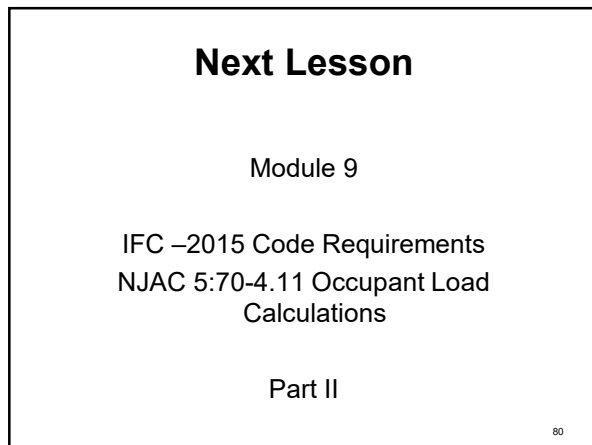 Next Lesson
Module 9
IFC –2015 Code Requirements
NJAC 5:70-4.11 Occupant Load
Calculations
Part II
80